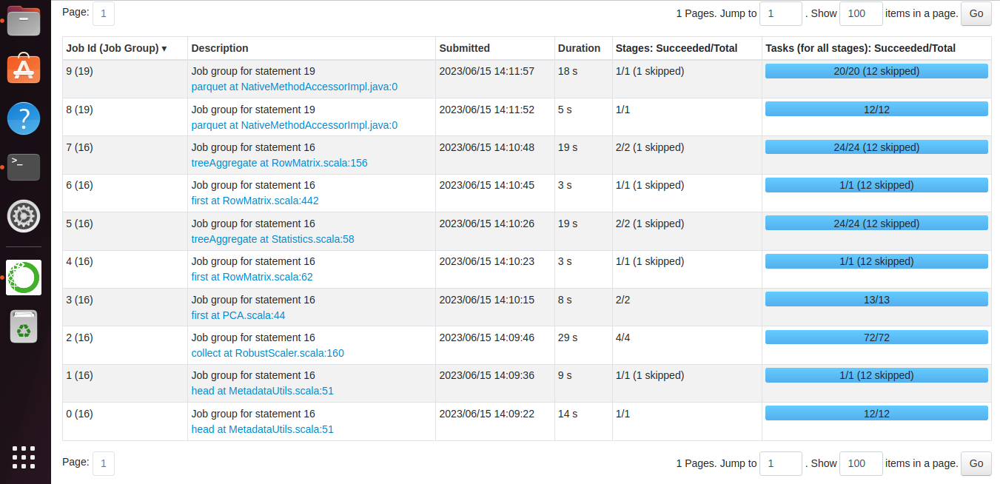 Page: 1 1 Pages. Jump to 1 . Show 100 items in a page. Go
Job Id (Job Group) ▾ Description Submitted Duration Stages: Succeeded/Total Tasks (for all stages): Succeeded/Total
9 (19) Job group for statement 19 2023/06/15 14:11:57 18 s 1/1 (1 skipped) 20/20 (12 skipped)
parquet at NativeMethodAccessorImpl.java:0
8 (19) Job group for statement 19 2023/06/15 14:11:52 5 s 1/1 12/12
parquet at NativeMethodAccessorImpl.java:0
7 (16) Job group for statement 16 2023/06/15 14:10:48 19 s 2/2 (1 skipped) 24/24 (12 skipped)
treeAggregate at RowMatrix.scala:156
6 (16) Job group for statement 16 2023/06/15 14:10:45 3 s 1/1 (1 skipped) 1/1 (12 skipped)
first at RowMatrix.scala:442
5 (16) Job group for statement 16 2023/06/15 14:10:26 19 s 2/2 (1 skipped) 24/24 (12 skipped)
treeAggregate at Statistics.scala:58
4 (16) Job group for statement 16 2023/06/15 14:10:23 3 s 1/1 (1 skipped) 1/1 (12 skipped)
first at RowMatrix.scala:62
3 (16) Job group for statement 16 2023/06/15 14:10:15 8 s 2/2 13/13
first at PCA.scala:44
2 (16) Job group for statement 16 2023/06/15 14:09:46 29 s 4/4 72/72
collect at RobustScaler.scala:160
1 (16) Job group for statement 16 2023/06/15 14:09:36 9 s 1/1 (1 skipped) 1/1 (12 skipped)
head at MetadataUtils.scala:51
0 (16) Job group for statement 16 2023/06/15 14:09:22 14 s 1/1 12/12
head at MetadataUtils.scala:51
Page: 1 1 Pages. Jump to 1 . Show 100 items in a page. Go